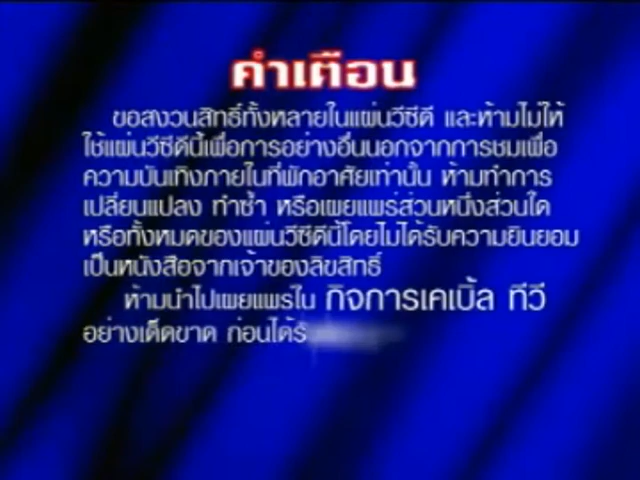 คำเตือน
ขอสงวนสิทธิ์ทั้งหลายในแผ่นวีซีดี และห้ามไม่ให้
ใช้แผ่นวีซีดีนี้เพื่อการอย่างอื่นนอกจากการชมเพื่อ
ความบันเทิงภายในที่พักอาศัยเท่านั้น ห้ามทำการ
เปลี่ยนแปลง ทำซ้ำ หรือเผยแพร่ส่วนหนึ่งส่วนใด
หรือทั้งหมดของแผ่นวีซีดีนี้โดยไม่ได้รับความยินยอม
เป็นหนังสือจากเจ้าของลิขสิทธิ์
ห้ามนำไปเผยแพร่ใน กิจการเคเบิ้ล ทีวี
อย่างเด็ดขาด ก่อนได้รั